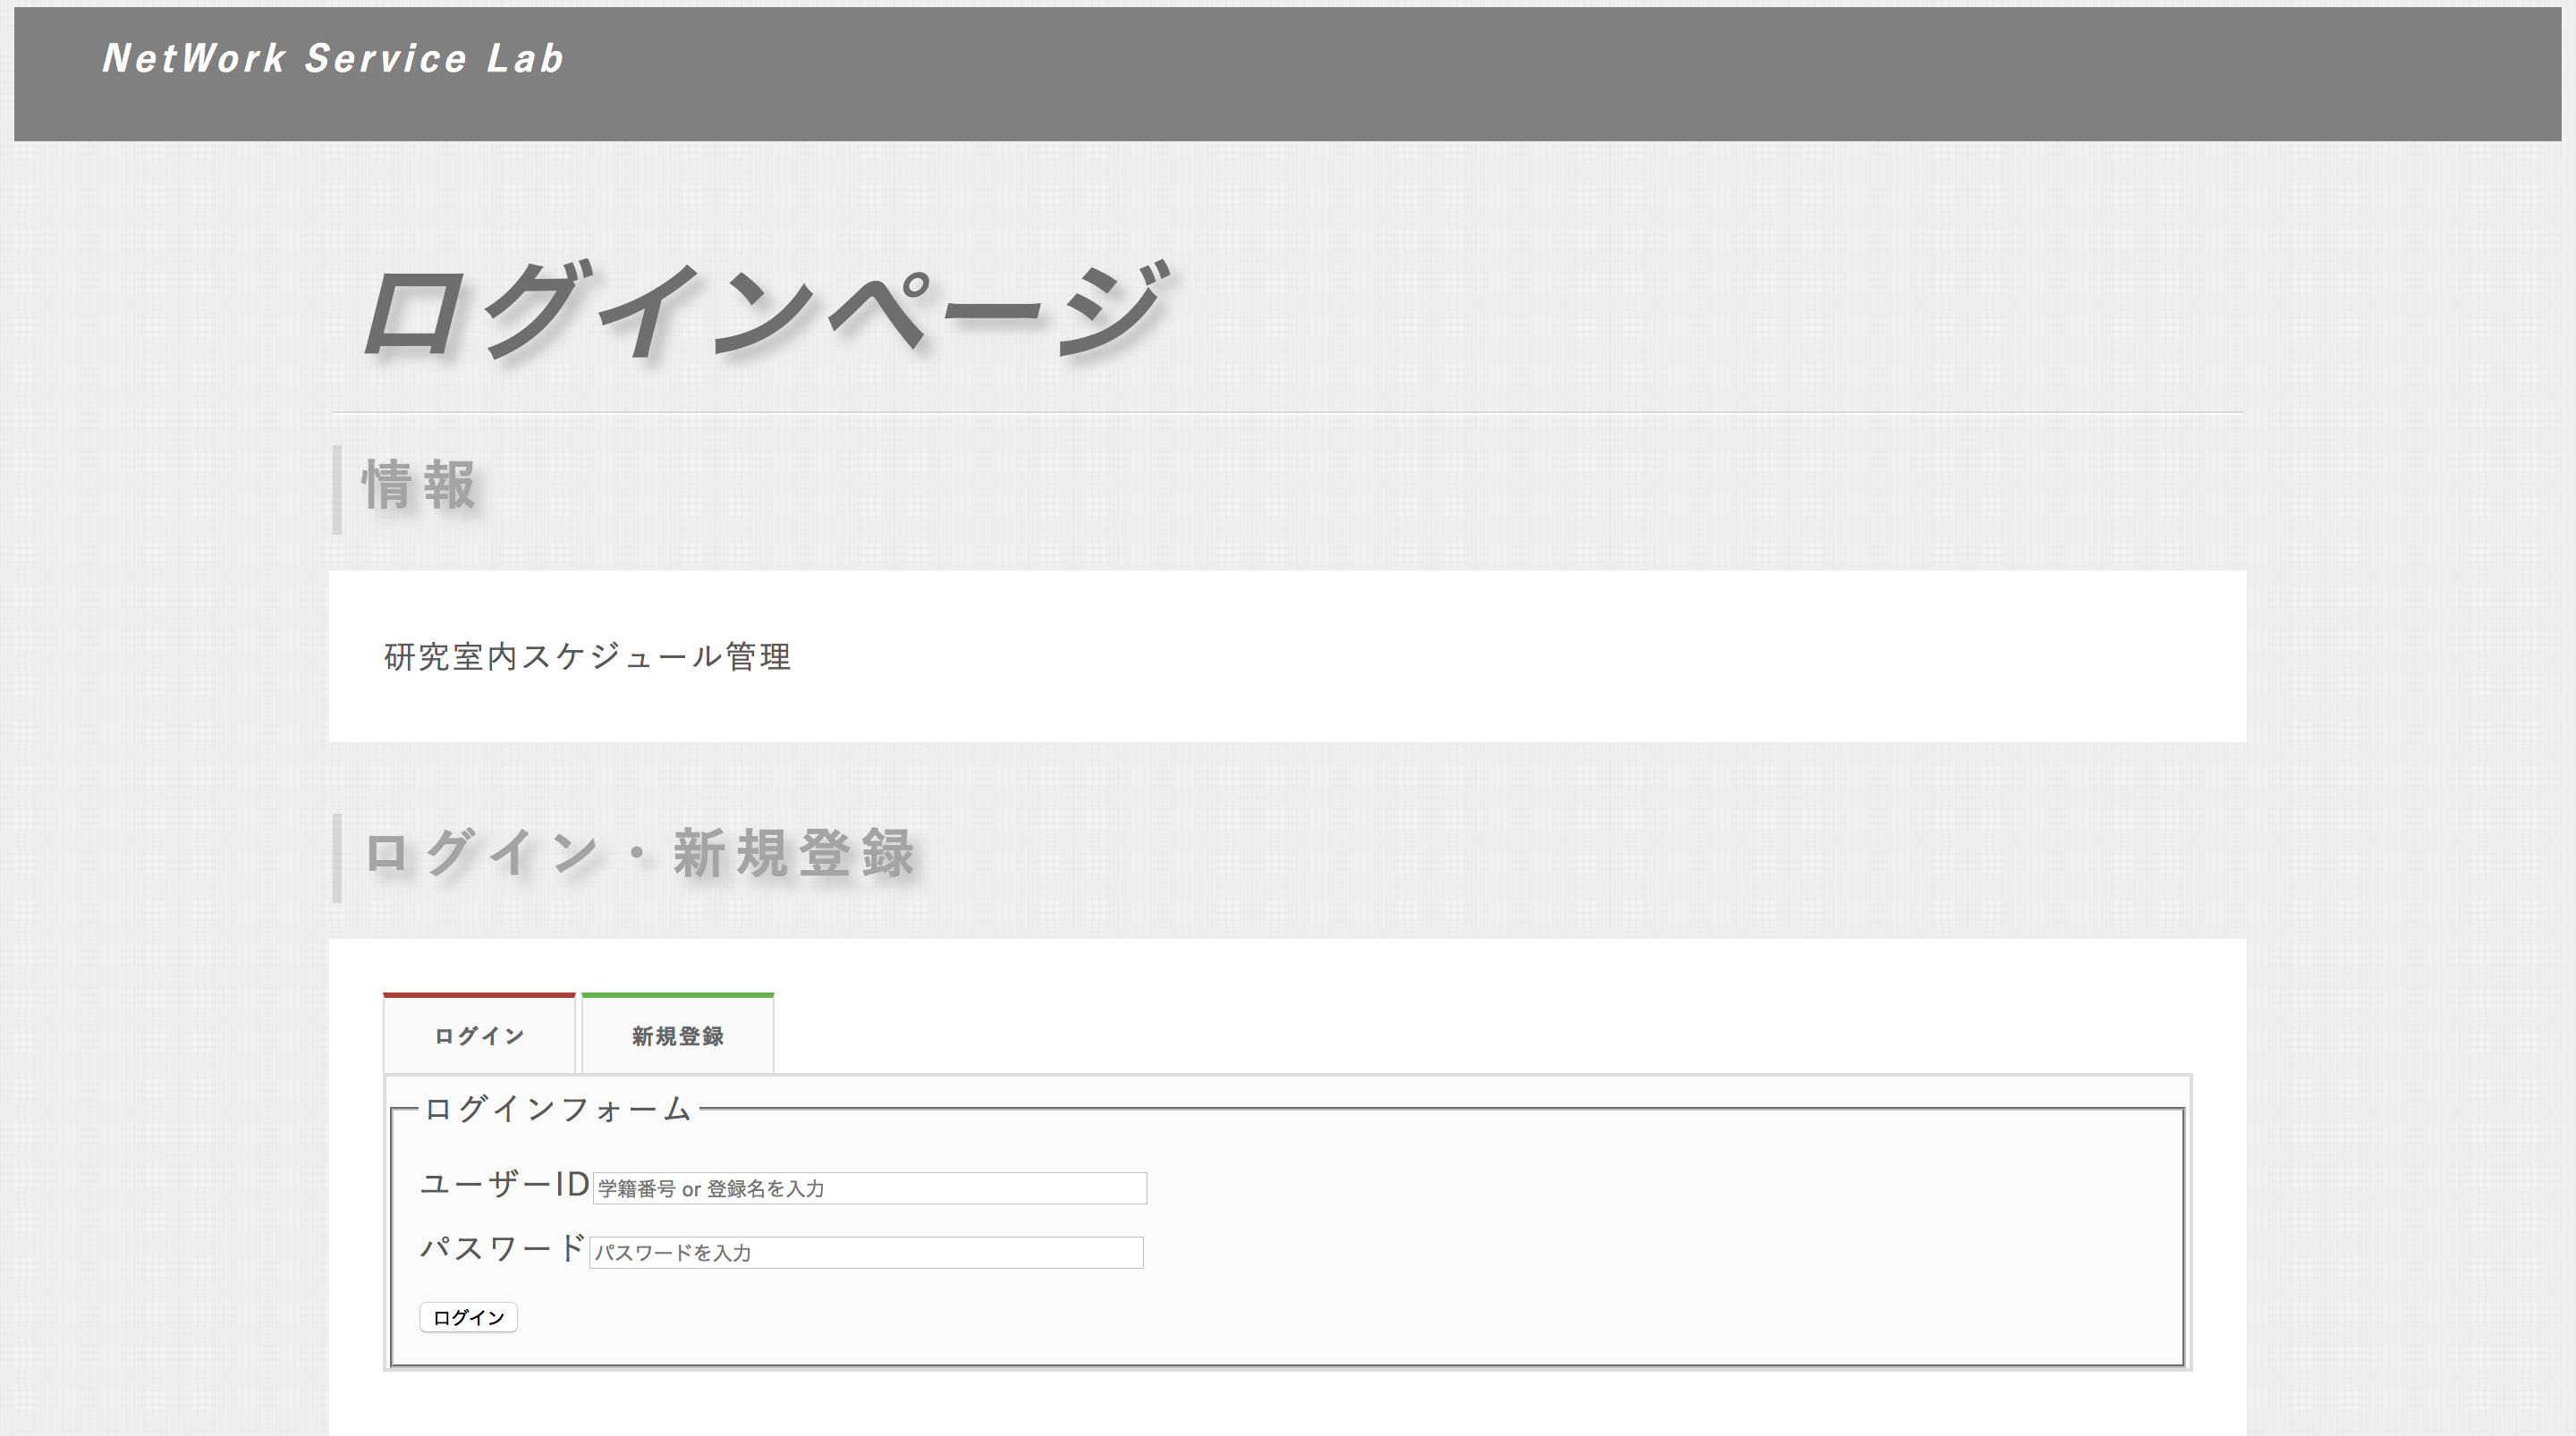 NetWork Service Lab
ログインページ
情報
研究室内スケジュール管理
ログイン・新規登録
ログイン 新規登録
ログインフォーム
ユーザーID 学籍番号 or 登録名を入力
パスワード パスワードを入力
ログイン